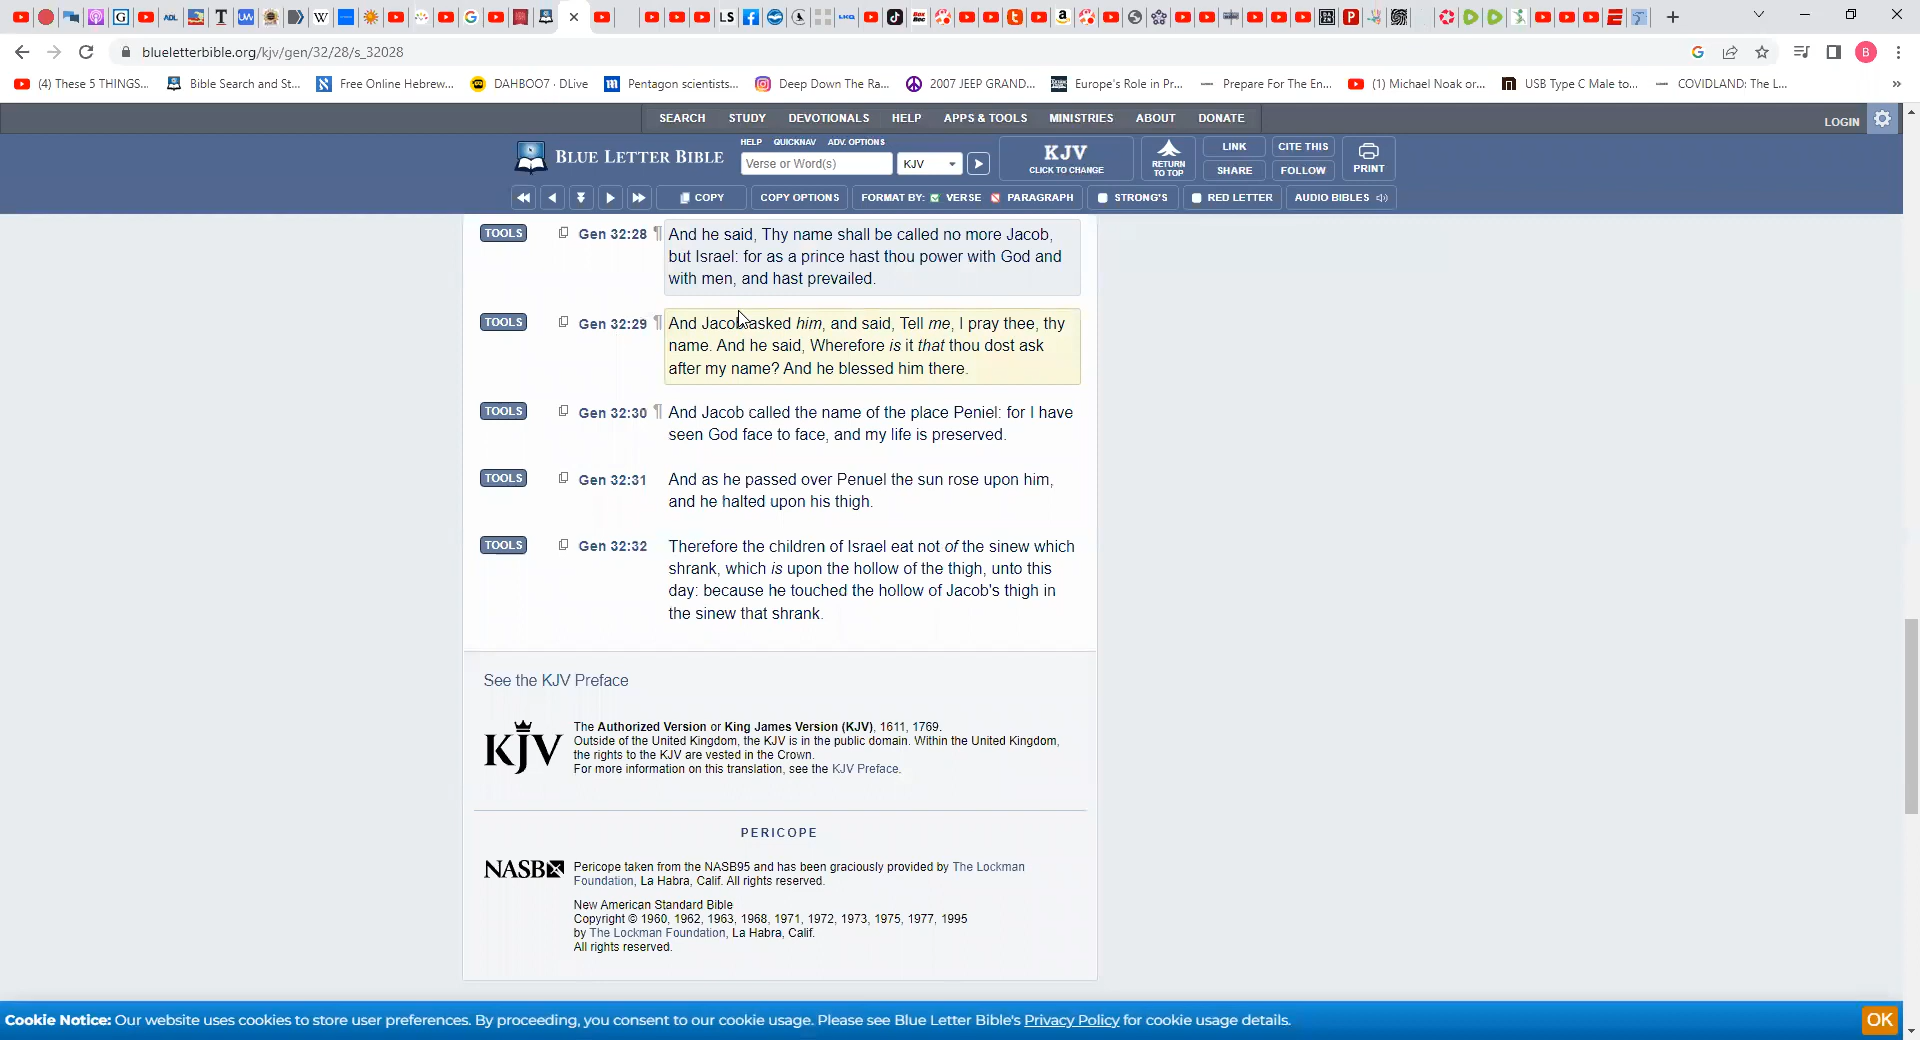 blueletterbible.org/kjv/gen/32/28/s_32028
(4) These 5 THINGS... Bible Search and St... Free Online Hebrew... DAHBOO7 · DLive Pentagon scientists... Deep Down The Ra... 2007 JEEP GRAND... Europe's Role in Pr... Prepare For The En... (1) Michael Noak or... USB Type C Male to... COVIDLAND: The L... »
SEARCH STUDY DEVOTIONALS HELP APPS & TOOLS MINISTRIES ABOUT DONATE LOGIN
HELP QUICKNAV ADV. OPTIONS
BLUE LETTER BIBLE
Verse or Word(s) KJV
KJV
CLICK TO CHANGE
RETURN
TO TOP
LINK CITE THIS
SHARE FOLLOW
PRINT
COPY COPY OPTIONS FORMAT BY: VERSE PARAGRAPH STRONG'S RED LETTER AUDIO BIBLES
TOOLS Gen 32:28 ¶ And he said, Thy name shall be called no more Jacob,
but Israel: for as a prince hast thou power with God and
with men, and hast prevailed.
TOOLS Gen 32:29 ¶ And Jacob asked him, and said, Tell me, I pray thee, thy
name. And he said, Wherefore is it that thou dost ask
after my name? And he blessed him there.
TOOLS Gen 32:30 ¶ And Jacob called the name of the place Peniel: for I have
seen God face to face, and my life is preserved.
TOOLS Gen 32:31 And as he passed over Penuel the sun rose upon him,
and he halted upon his thigh.
TOOLS Gen 32:32 Therefore the children of Israel eat not of the sinew which
shrank, which is upon the hollow of the thigh, unto this
day: because he touched the hollow of Jacob's thigh in
the sinew that shrank.
See the KJV Preface
KJV
The Authorized Version or King James Version (KJV), 1611, 1769.
Outside of the United Kingdom, the KJV is in the public domain. Within the United Kingdom,
the rights to the KJV are vested in the Crown.
For more information on this translation, see the KJV Preface.
PERICOPE
NASB
Pericope taken from the NASB95 and has been graciously provided by The Lockman
Foundation, La Habra, Calif. All rights reserved.
New American Standard Bible
Copyright © 1960, 1962, 1963, 1968, 1971, 1972, 1973, 1975, 1977, 1995
by The Lockman Foundation, La Habra, Calif.
All rights reserved.
Cookie Notice: Our website uses cookies to store user preferences. By proceeding, you consent to our cookie usage. Please see Blue Letter Bible's Privacy Policy for cookie usage details. OK